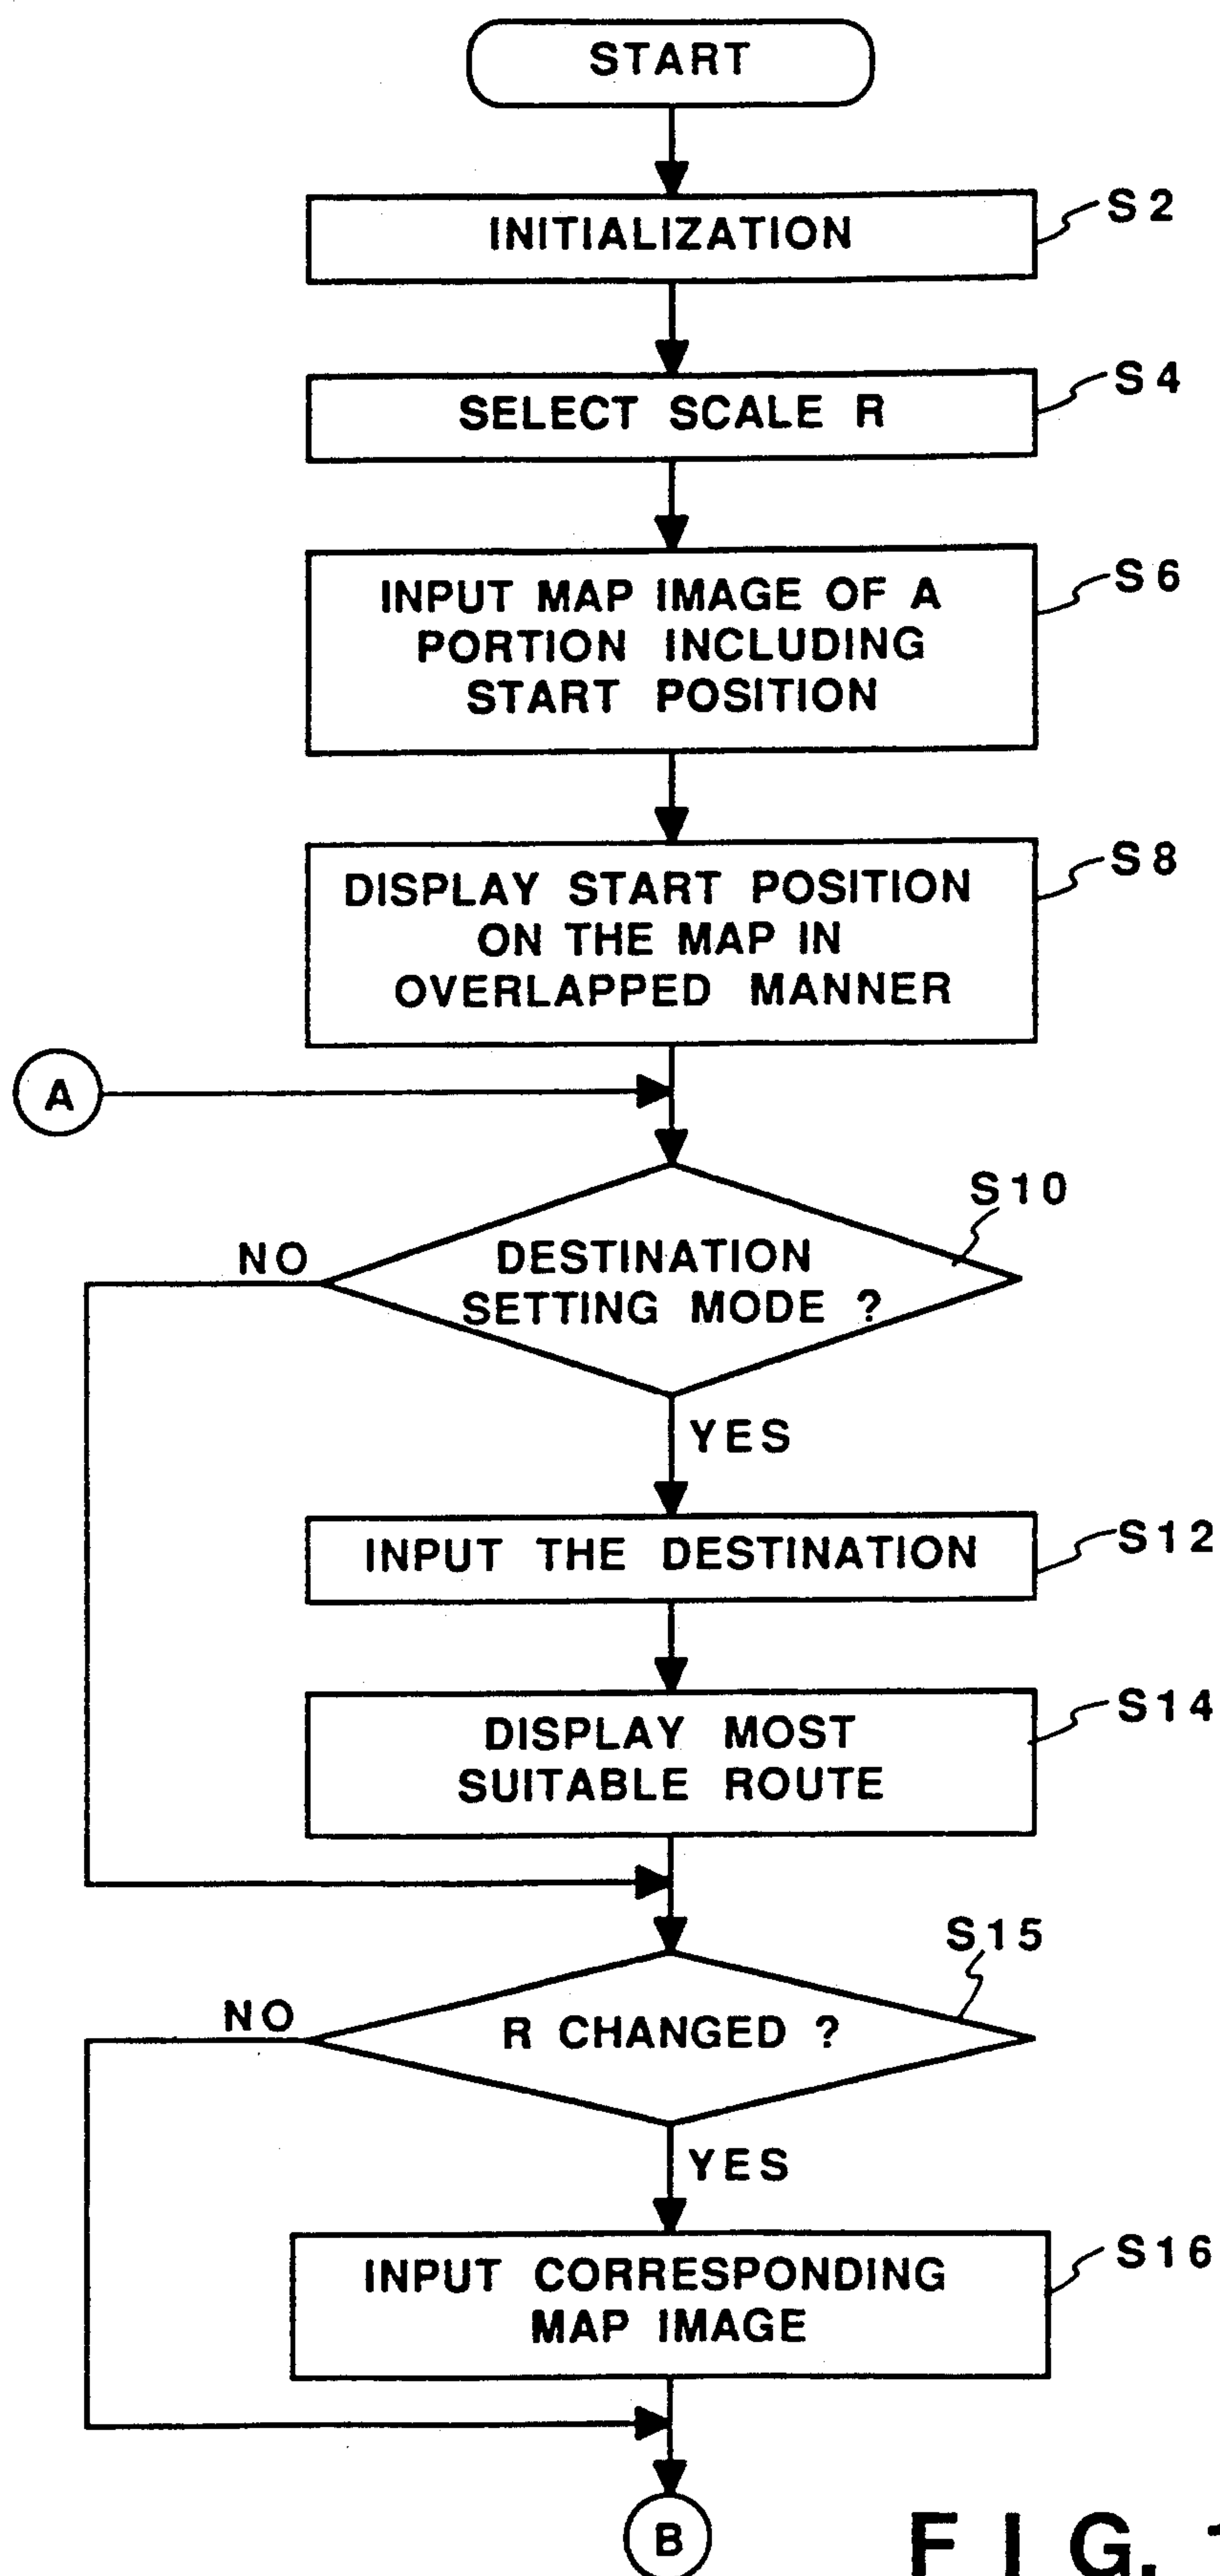 START
INITIALIZATION
S2
SELECT SCALE R
S4
INPUT MAP IMAGE OF A
PORTION INCLUDING
START POSITION
S6
DISPLAY START POSITION
ON THE MAP IN
OVERLAPPED MANNER
S8
A
S10
NO
DESTINATION
SETTING MODE ?
YES
INPUT THE DESTINATION
S12
DISPLAY MOST
SUITABLE ROUTE
S14
S15
NO
R CHANGED ?
YES
INPUT CORRESPONDING
MAP IMAGE
S16
B
FIG.